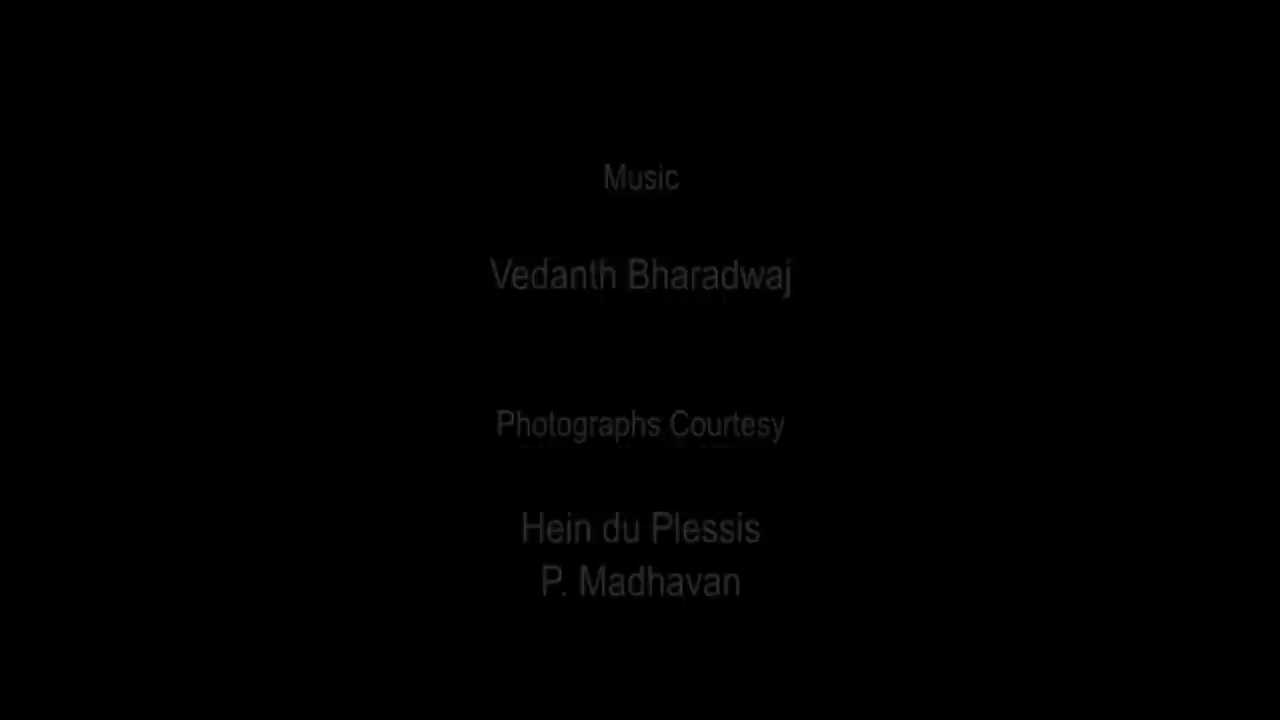 Music
Vedanth Bharadwaj
Photographs Courtesy
Hein du Plessis
P. Madhavan